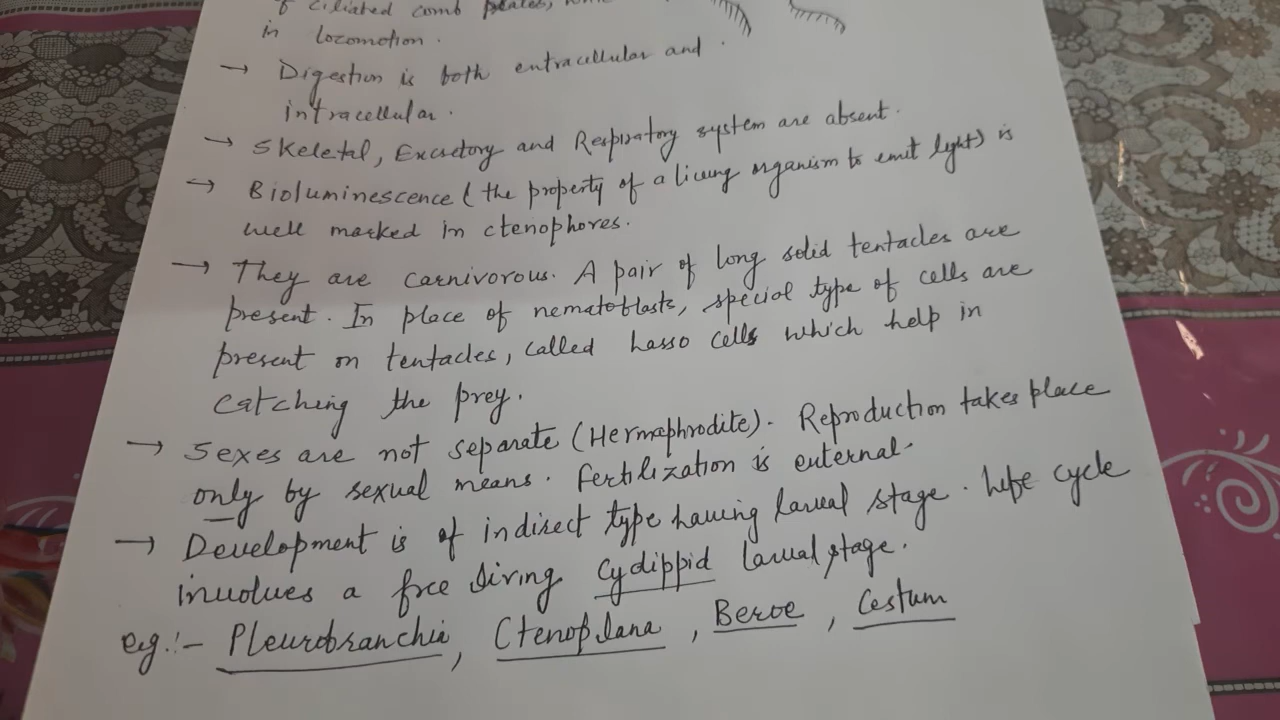 of ciliated comb plates,
in locomotion.
→ Digestion is both extracellular and
intracellular.
→ Skeletal, Excretory and Respiratory system are absent.
→ Bioluminescence (the property of a living organism to emit light) is
well marked in ctenophores.
→ They are carnivorous. A pair of long solid tentacles are
present. In place of nematoblasts, special type of cells are
present on tentacles, called Lasso cells which help in
catching the prey.
→ Sexes are not separate (Hermaphrodite). Reproduction takes place
only by sexual means. Fertilization is external.
→ Development is of indirect type having larval stage. Life cycle
involves a free living Cydippid larval stage.
eg:- Pleurobranchia, Ctenoplana, Beroe, Cestum